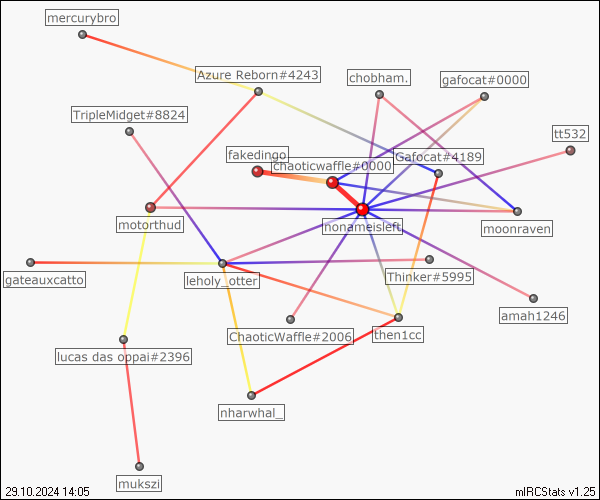 mercurybro
Azure Reborn#4243
chobham.
gafocat#0000
TripleMidget#8824
tt532
fakedingo
chaoticwaffle#0000
Gafocat#4189
motorthud
nonameisleft
moonraven
gateauxcatto
leholy_otter
Thinker#5995
amah1246
ChaoticWaffle#2006
then1cc
lucas das oppai#2396
nharwhal_
mukszi
29.10.2024 14:05
mIRCStats v1.25